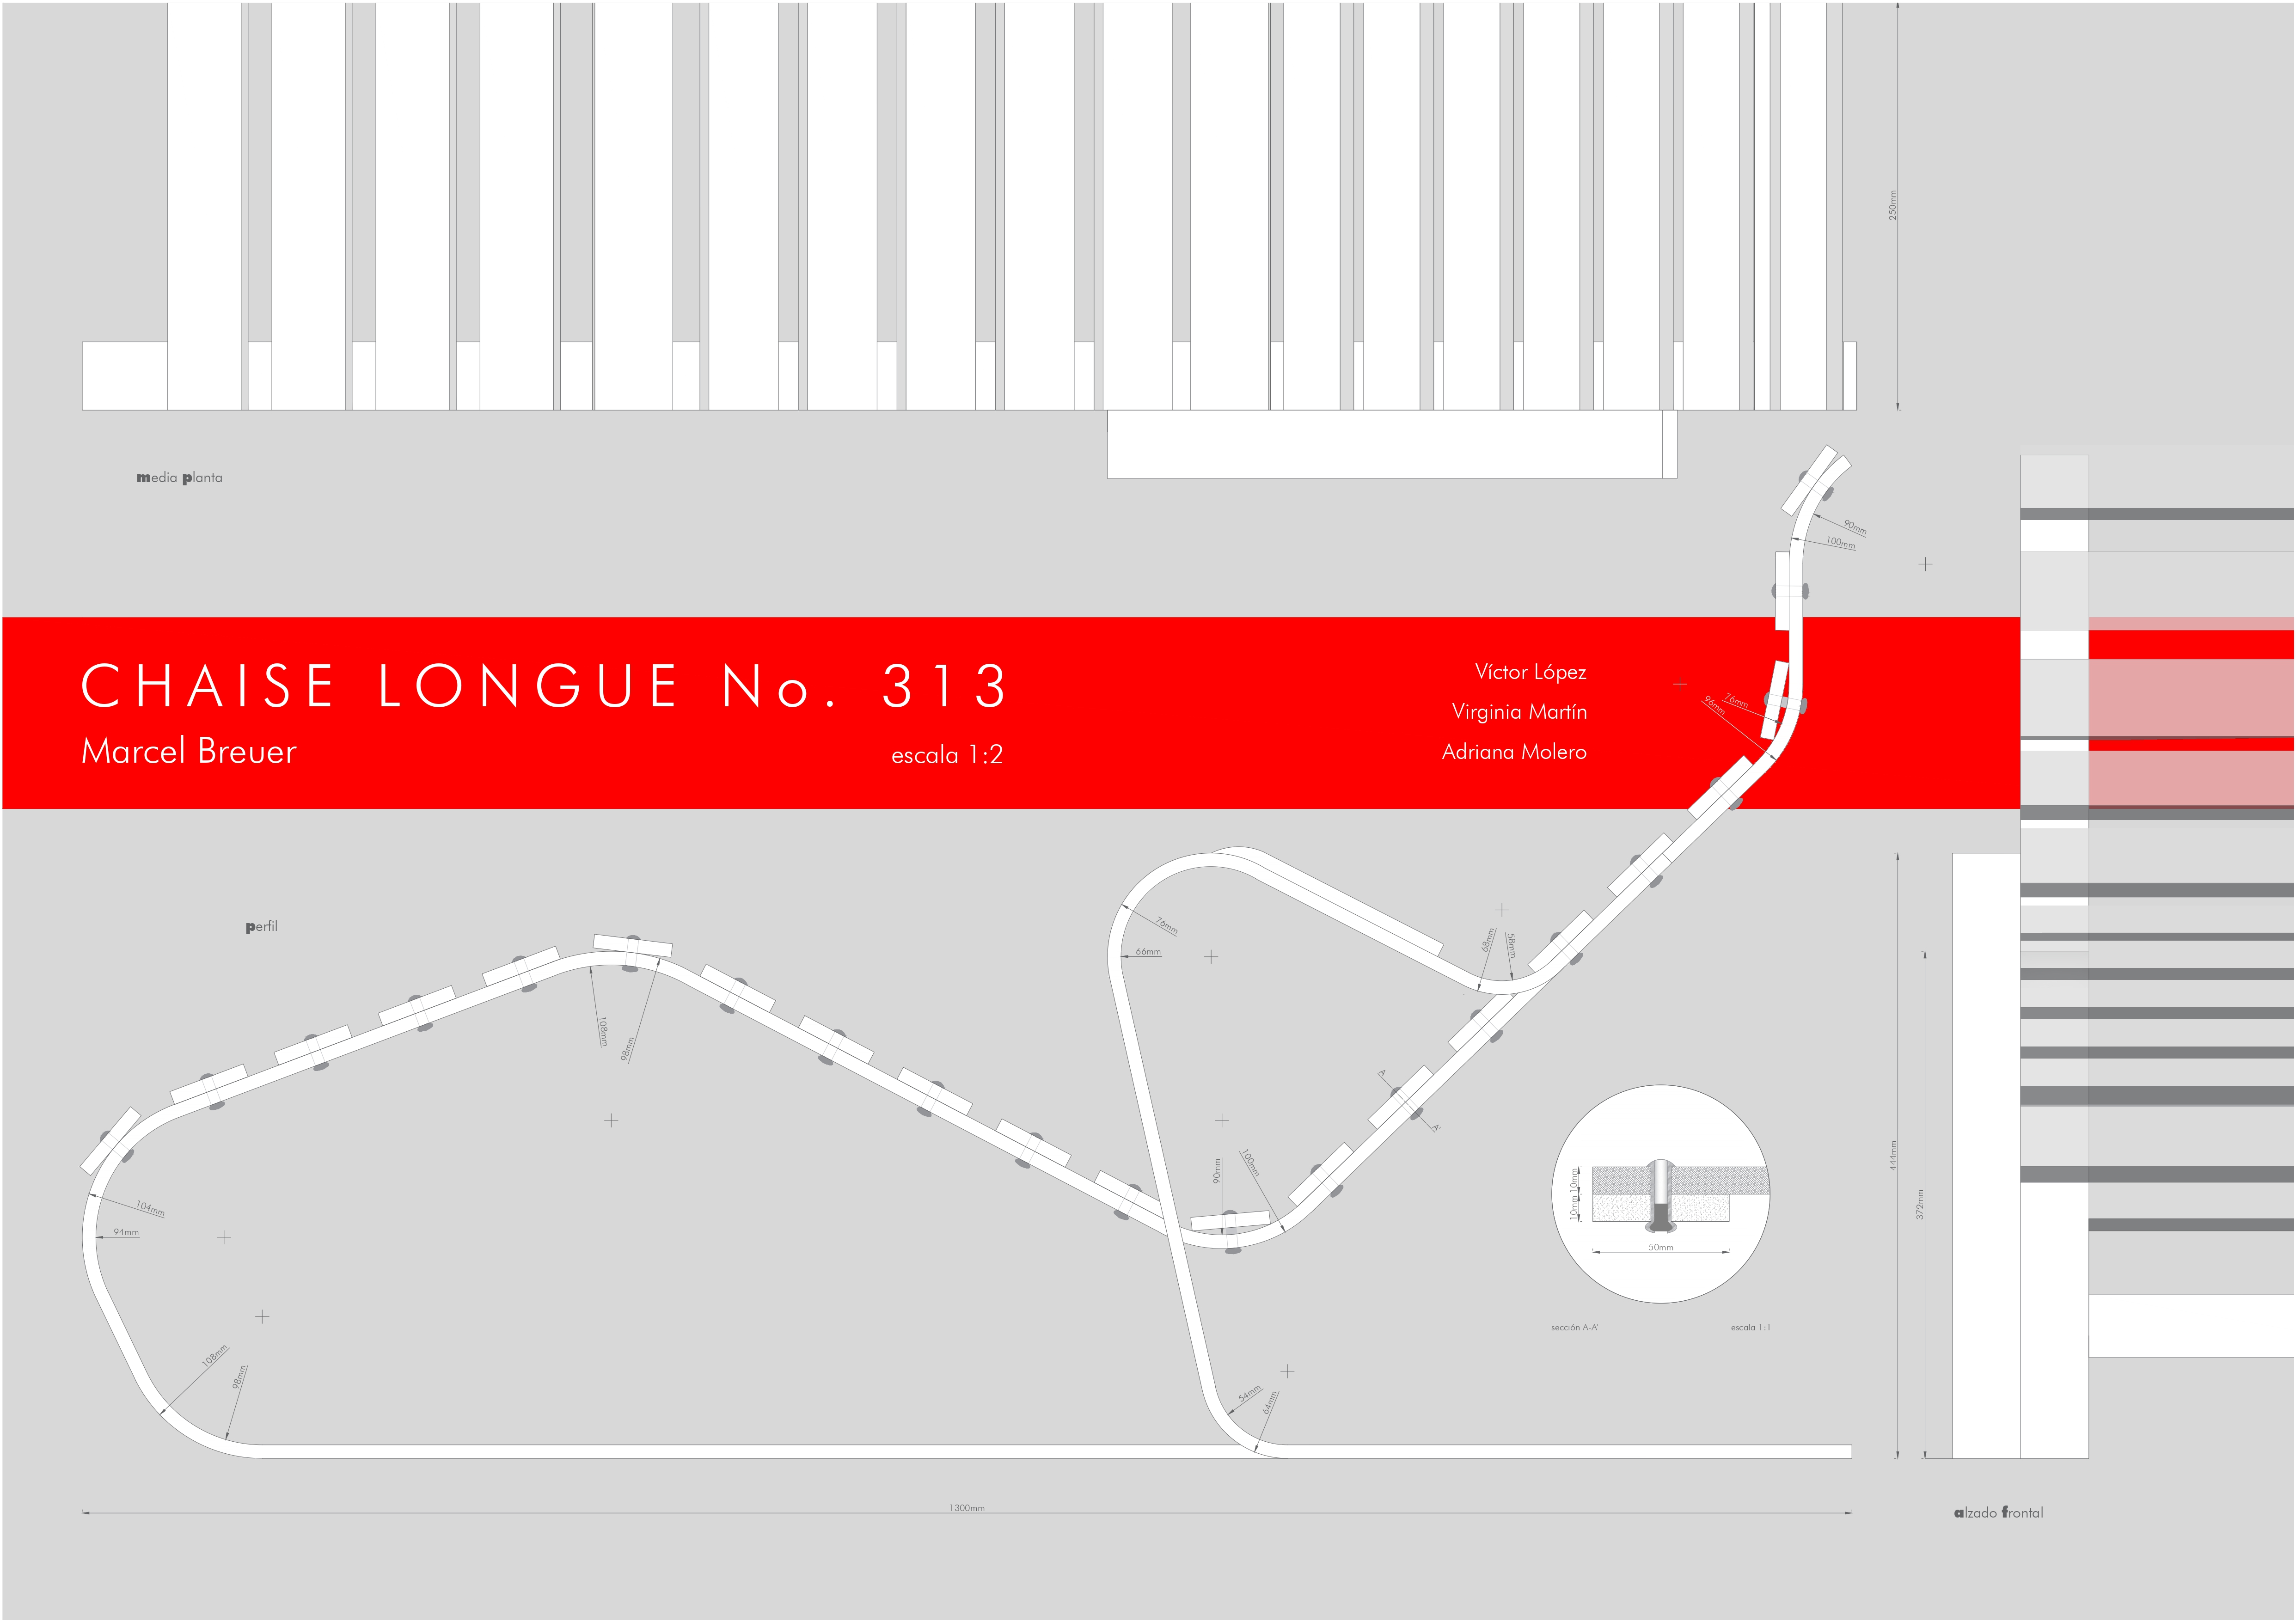 250mm
media planta
90mm
100mm
CHAISE LONGUE No. 313
Marcel Breuer
escala 1:2
Víctor López
Virginia Martín
Adriana Molero
76mm
96mm
perfil
76mm
66mm
68mm
58mm
108mm
98mm
A
A'
104mm
94mm
90mm
100mm
10mm
10mm
50mm
sección A-A'
escala 1:1
444mm
372mm
108mm
98mm
54mm
64mm
1300mm
alzado frontal